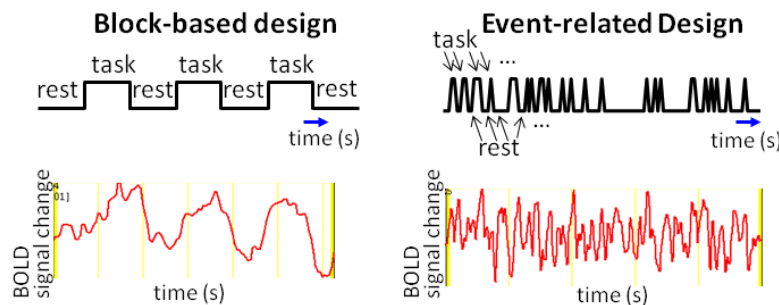 Block-based design
task task task
rest rest rest rest
time (s)
BOLD
signal change
01]
time (s)
Event-related Design
task ...
rest ...
time (s)
BOLD
signal change
time (s)